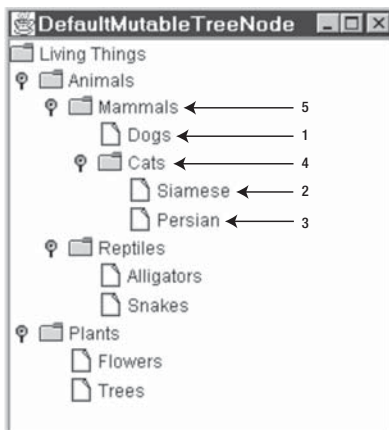 DefaultMutableTreeNode
Living Things
Animals
Mammals 5
Dogs 1
Cats 4
Siamese 2
Persian 3
Reptiles
Alligators
Snakes
Plants
Flowers
Trees